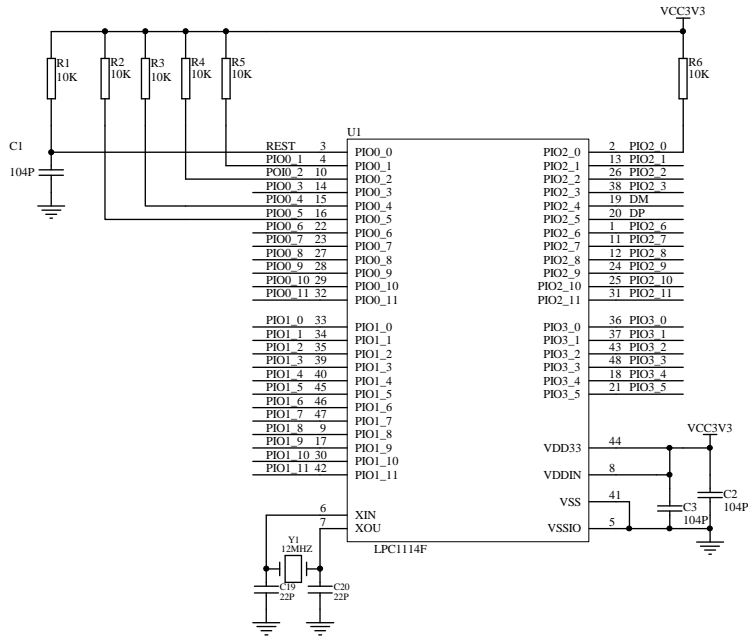 VCC3V3
R1 10K
R2 10K
R3 10K
R4 10K
R5 10K
R6 10K
C1
104P
U1
REST 3 PIO0_0
PIO0_1 4 PIO0_1
POI0_2 10 PIO0_2
PIO0_3 14 PIO0_3
PIO0_4 15 PIO0_4
PIO0_5 16 PIO0_5
PIO0_6 22 PIO0_6
PIO0_7 23 PIO0_7
PIO0_8 27 PIO0_8
PIO0_9 28 PIO0_9
PIO0_10 29 PIO0_10
PIO0_11 32 PIO0_11
PIO1_0 33 PIO1_0
PIO1_1 34 PIO1_1
PIO1_2 35 PIO1_2
PIO1_3 39 PIO1_3
PIO1_4 40 PIO1_4
PIO1_5 45 PIO1_5
PIO1_6 46 PIO1_6
PIO1_7 47 PIO1_7
PIO1_8 9 PIO1_8
PIO1_9 17 PIO1_9
PIO1_10 30 PIO1_10
PIO1_11 42 PIO1_11
6 XIN
7 XOU
PIO2_0 2 PIO2_0
PIO2_1 13 PIO2_1
PIO2_2 26 PIO2_2
PIO2_3 38 PIO2_3
PIO2_4 19 DM
PIO2_5 20 DP
PIO2_6 1 PIO2_6
PIO2_7 11 PIO2_7
PIO2_8 12 PIO2_8
PIO2_9 24 PIO2_9
PIO2_10 25 PIO2_10
PIO2_11 31 PIO2_11
PIO3_0 36 PIO3_0
PIO3_1 37 PIO3_1
PIO3_2 43 PIO3_2
PIO3_3 48 PIO3_3
PIO3_4 18 PIO3_4
PIO3_5 21 PIO3_5
VCC3V3
VDD33 44
VDDIN 8
VSS 41
VSSIO 5
C2
104P
C3
104P
LPC1114F
Y1
12MHZ
C19
22P
C20
22P